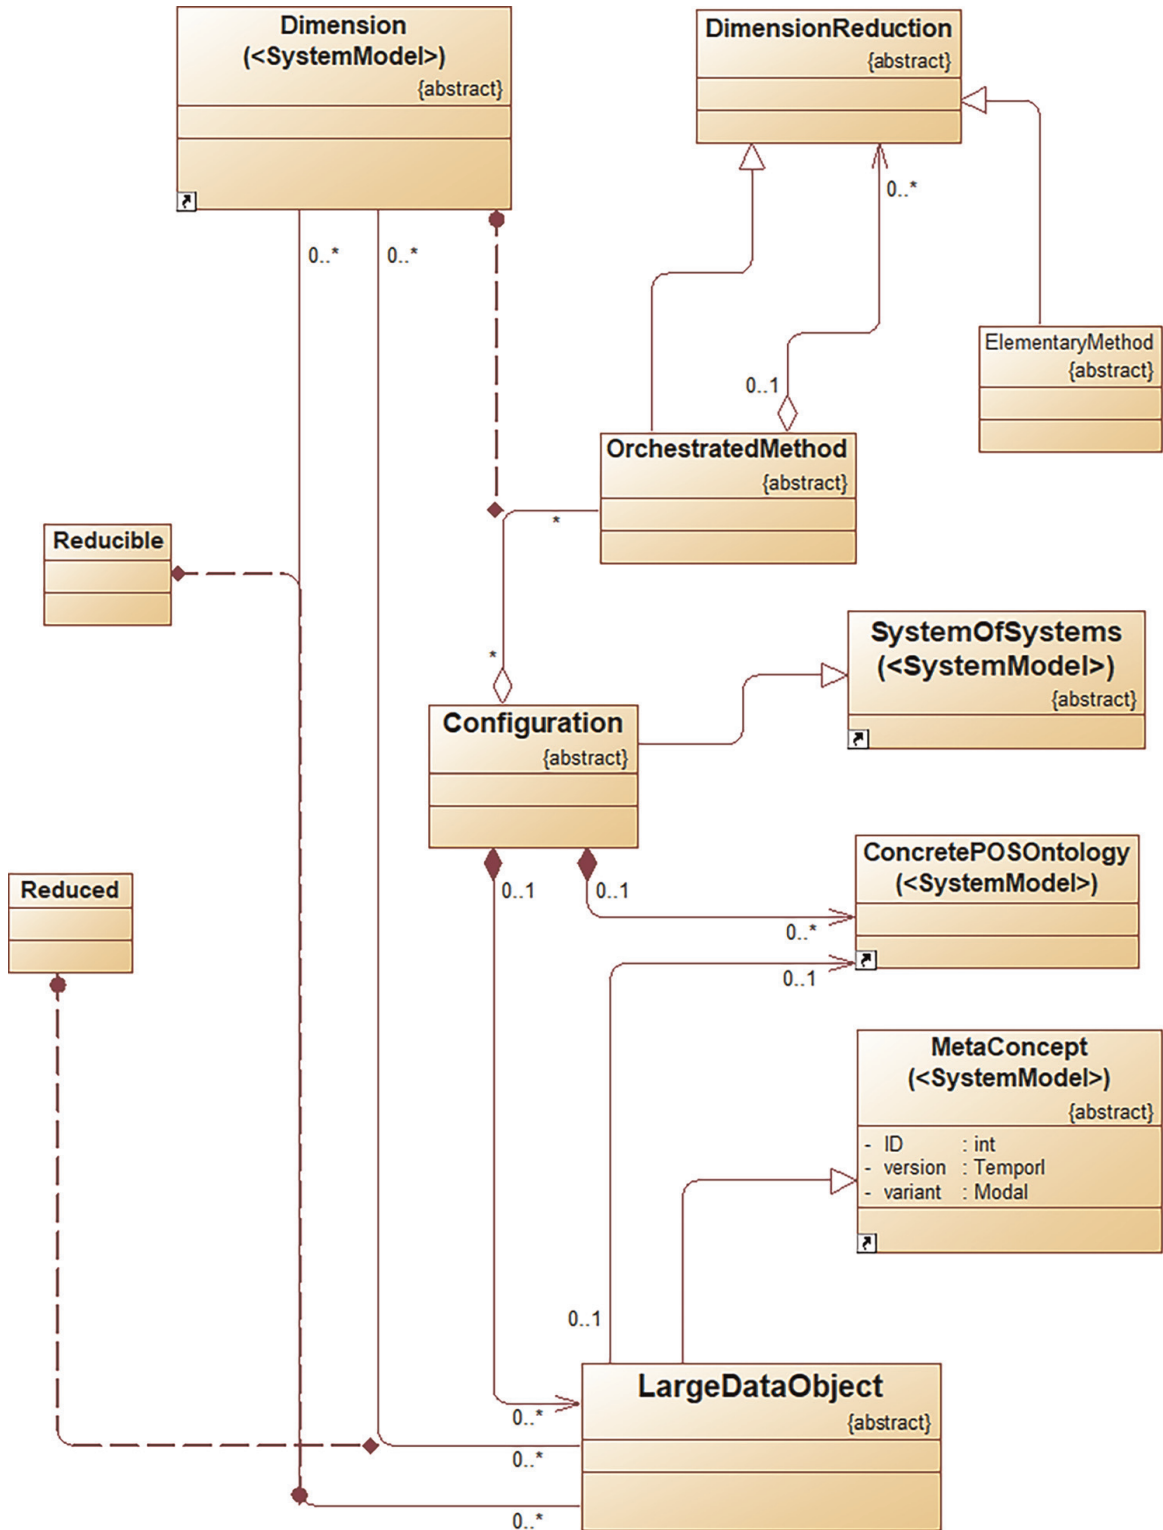 Dimension
(<SystemModel>)
{abstract}
DimensionReduction
{abstract}
0..*
0..*
0..*
ElementaryMethod
{abstract}
0..1
OrchestratedMethod
{abstract}
*
Reducible
*
SystemOfSystems
(<SystemModel>)
{abstract}
Configuration
{abstract}
ConcretePOSOntology
(<SystemModel>)
0..1
0..1
0..*
0..1
Reduced
MetaConcept
(<SystemModel>)
{abstract}
- ID : int
- version : Temporl
- variant : Modal
0..1
LargeDataObject
{abstract}
0..*
0..*
0..*